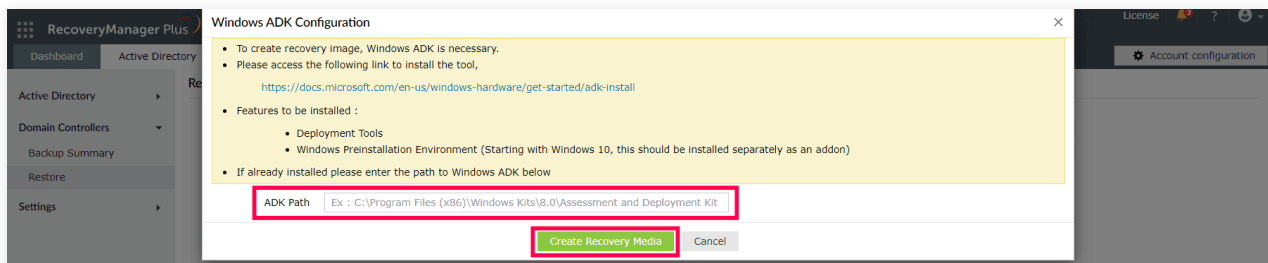 RecoveryManager Plus
License
2
?
Dashboard
Active Directory
Account configuration
Active Directory
Domain Controllers
Backup Summary
Restore
Settings
Re
Windows ADK Configuration
To create recovery image, Windows ADK is necessary.
Please access the following link to install the tool,
https://docs.microsoft.com/en-us/windows-hardware/get-started/adk-install
Features to be installed :
Deployment Tools
Windows Preinstallation Environment (Starting with Windows 10, this should be installed separately as an addon)
If already installed please enter the path to Windows ADK below
ADK Path
Ex : C:\Program Files (x86)\Windows Kits\8.0\Assessment and Deployment Kit
Create Recovery Media
Cancel